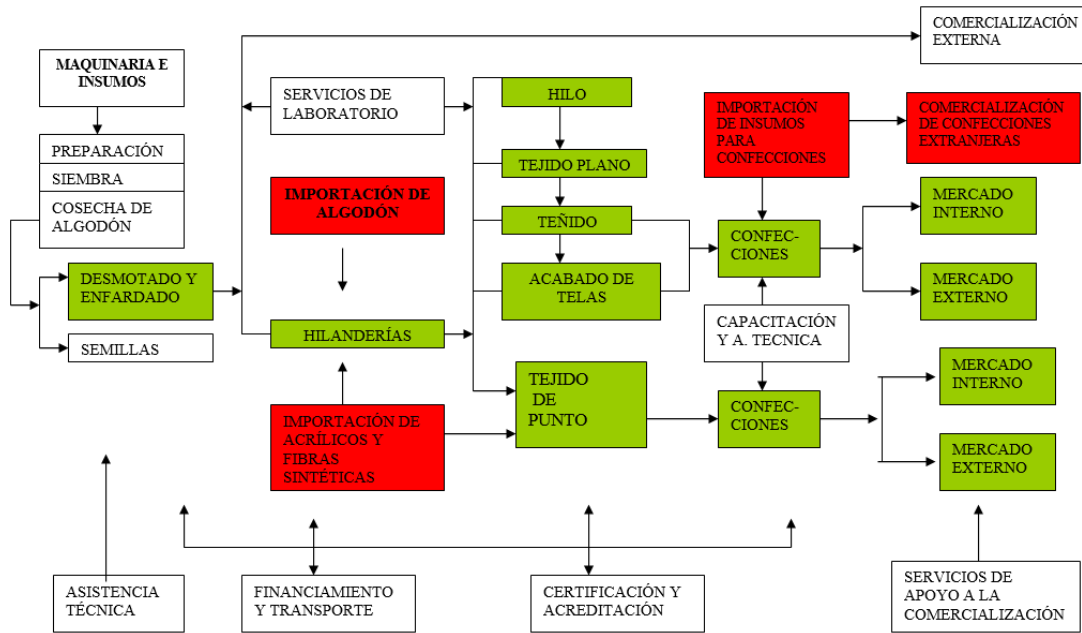 COMERCIALIZACIÓN
EXTERNA
MAQUINARIA E
INSUMOS
SERVICIOS DE
LABORATORIO
HILO
IMPORTACIÓN
DE INSUMOS
PARA
CONFECCIONES
COMERCIALIZACIÓN
DE CONFECCIONES
EXTRANJERAS
PREPARACIÓN
SIEMBRA
COSECHA DE
ALGODÓN
TEJIDO PLANO
IMPORTACIÓN DE
ALGODÓN
TEÑIDO
MERCADO
INTERNO
CONFEC-
CIONES
DESMOTADO Y
ENFARDADO
ACABADO DE
TELAS
MERCADO
EXTERNO
HILANDERÍAS
CAPACITACIÓN
Y A. TECNICA
SEMILLAS
TEJIDO
DE
PUNTO
MERCADO
INTERNO
CONFEC-
CIONES
IMPORTACIÓN DE
ACRÍLICOS Y
FIBRAS
SINTÉTICAS
MERCADO
EXTERNO
ASISTENCIA
TÉCNICA
FINANCIAMIENTO
Y TRANSPORTE
CERTIFICACIÓN Y
ACREDITACIÓN
SERVICIOS DE
APOYO A LA
COMERCIALIZACIÓN